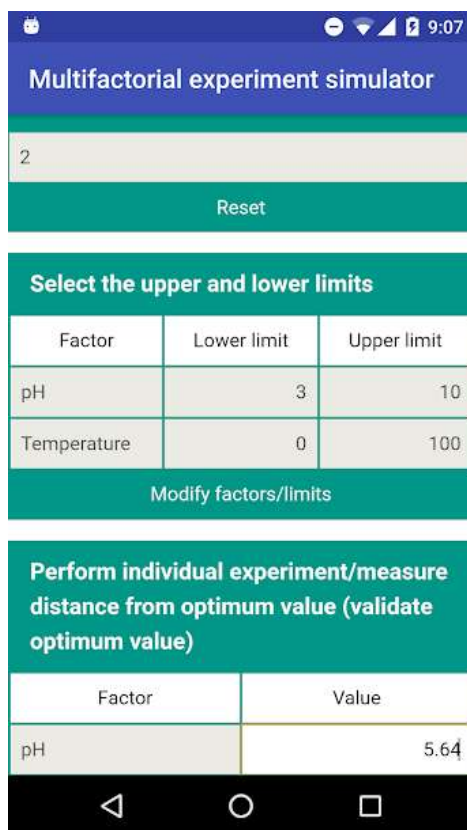 9:07
Multifactorial experiment simulator
2
Reset
Select the upper and lower limits
Factor Lower limit Upper limit
pH 3 10
Temperature 0 100
Modify factors/limits
Perform individual experiment/measure
distance from optimum value (validate
optimum value)
Factor Value
pH 5.64